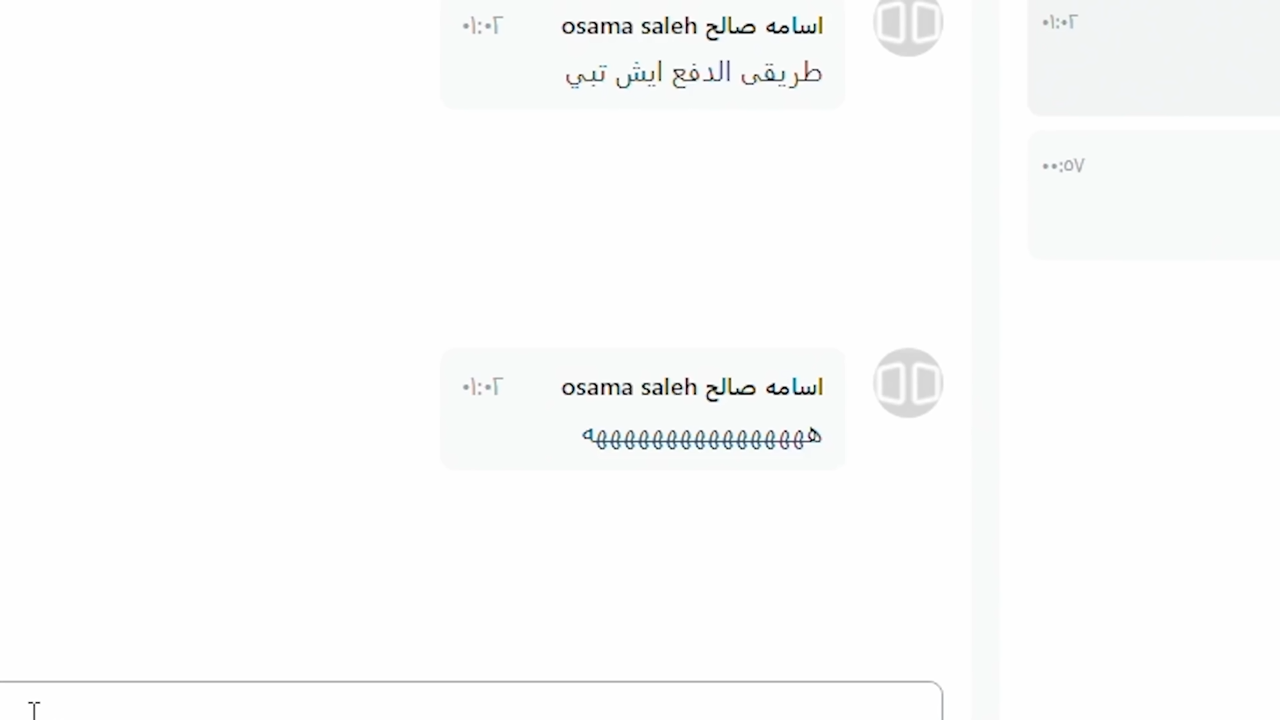 اسامه صالح osama saleh ٠١:٠٢
طريقى الدفع ايش تبي
اسامه صالح osama saleh ٠١:٠٢
هههههههههههههههههه
٠١:٠٢
٠٠:٥٧